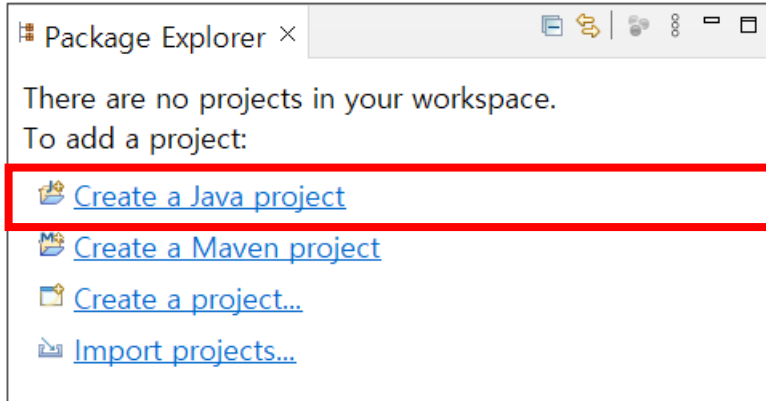 Package Explorer
There are no projects in your workspace.
To add a project:
Create a Java project
Create a Maven project
Create a project...
Import projects...